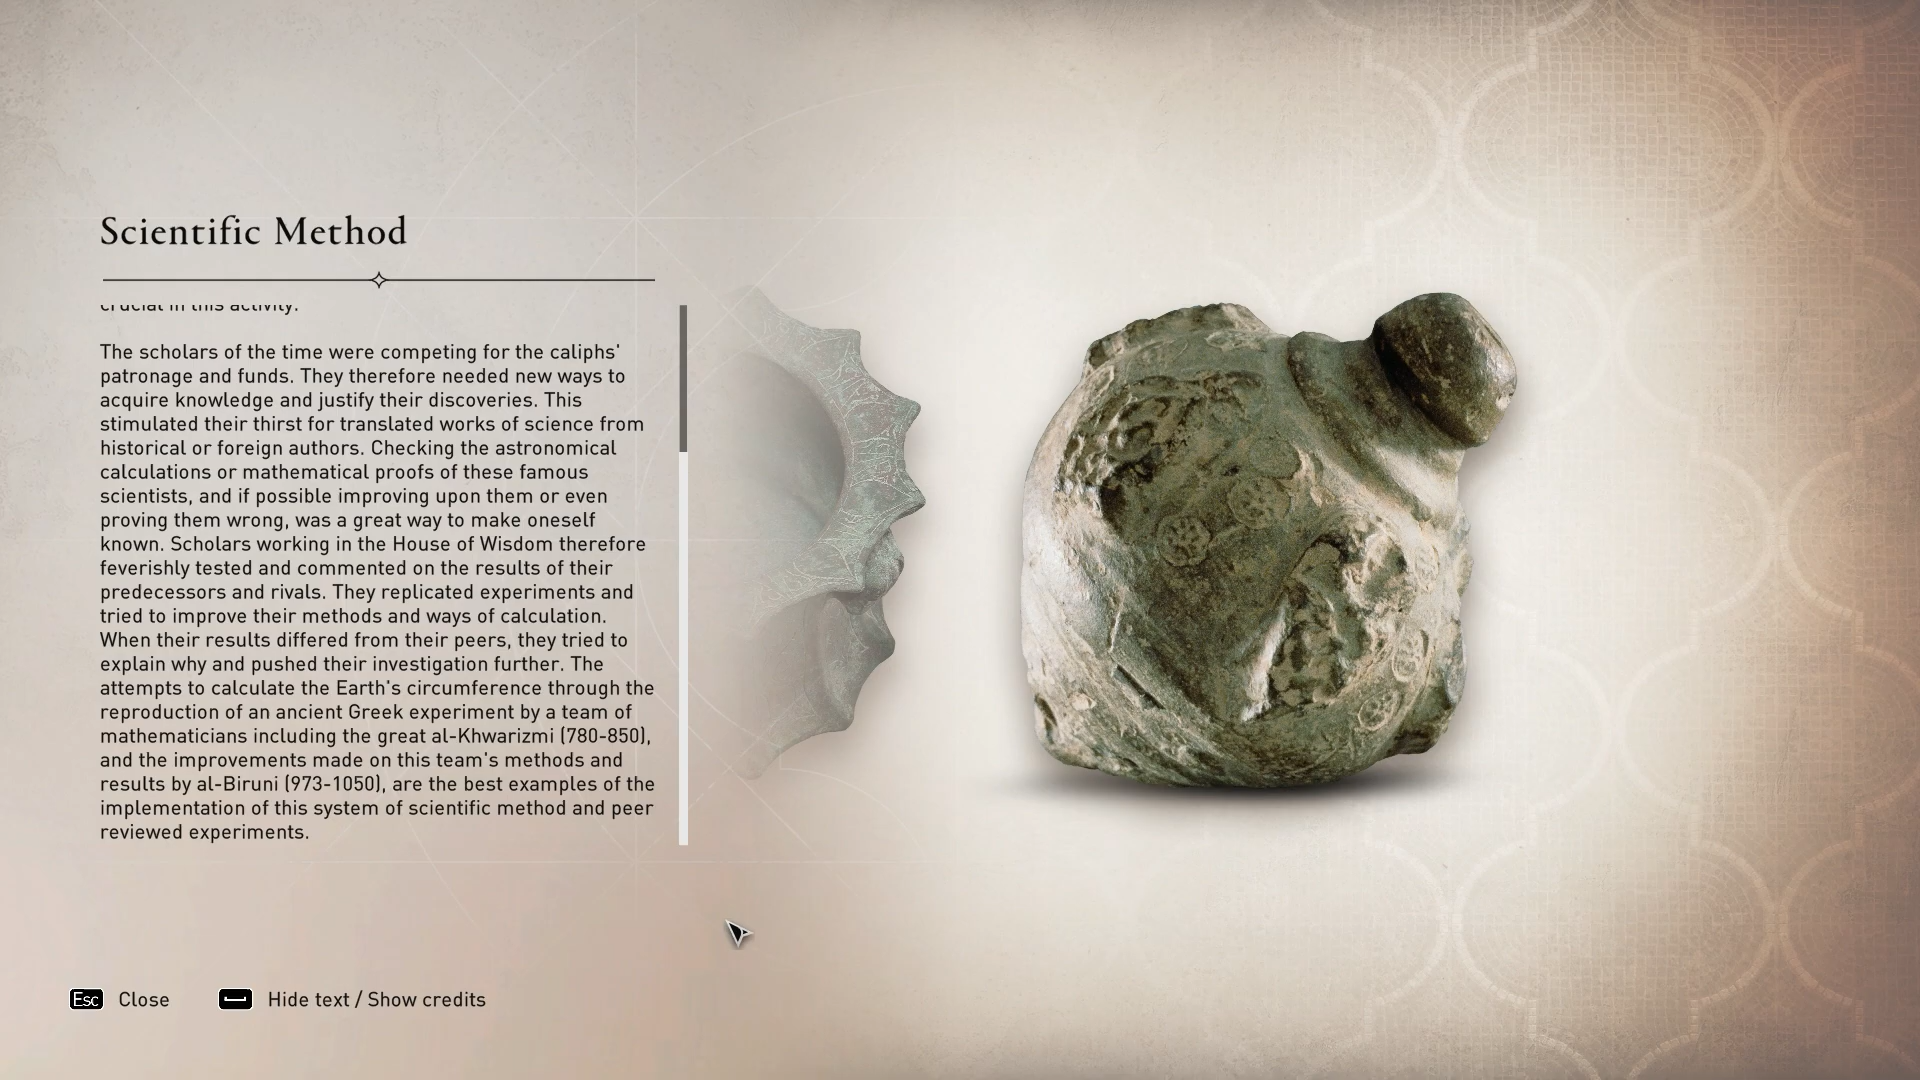 Scientific Method
crucial in this activity.
The scholars of the time were competing for the caliphs'
patronage and funds. They therefore needed new ways to
acquire knowledge and justify their discoveries. This
stimulated their thirst for translated works of science from
historical or foreign authors. Checking the astronomical
calculations or mathematical proofs of these famous
scientists, and if possible improving upon them or even
proving them wrong, was a great way to make oneself
known. Scholars working in the House of Wisdom therefore
feverishly tested and commented on the results of their
predecessors and rivals. They replicated experiments and
tried to improve their methods and ways of calculation.
When their results differed from their peers, they tried to
explain why and pushed their investigation further. The
attempts to calculate the Earth's circumference through the
reproduction of an ancient Greek experiment by a team of
mathematicians including the great al-Khwarizmi (780-850),
and the improvements made on this team's methods and
results by al-Biruni (973-1050), are the best examples of the
implementation of this system of scientific method and peer
reviewed experiments.
Esc Close Hide text / Show credits